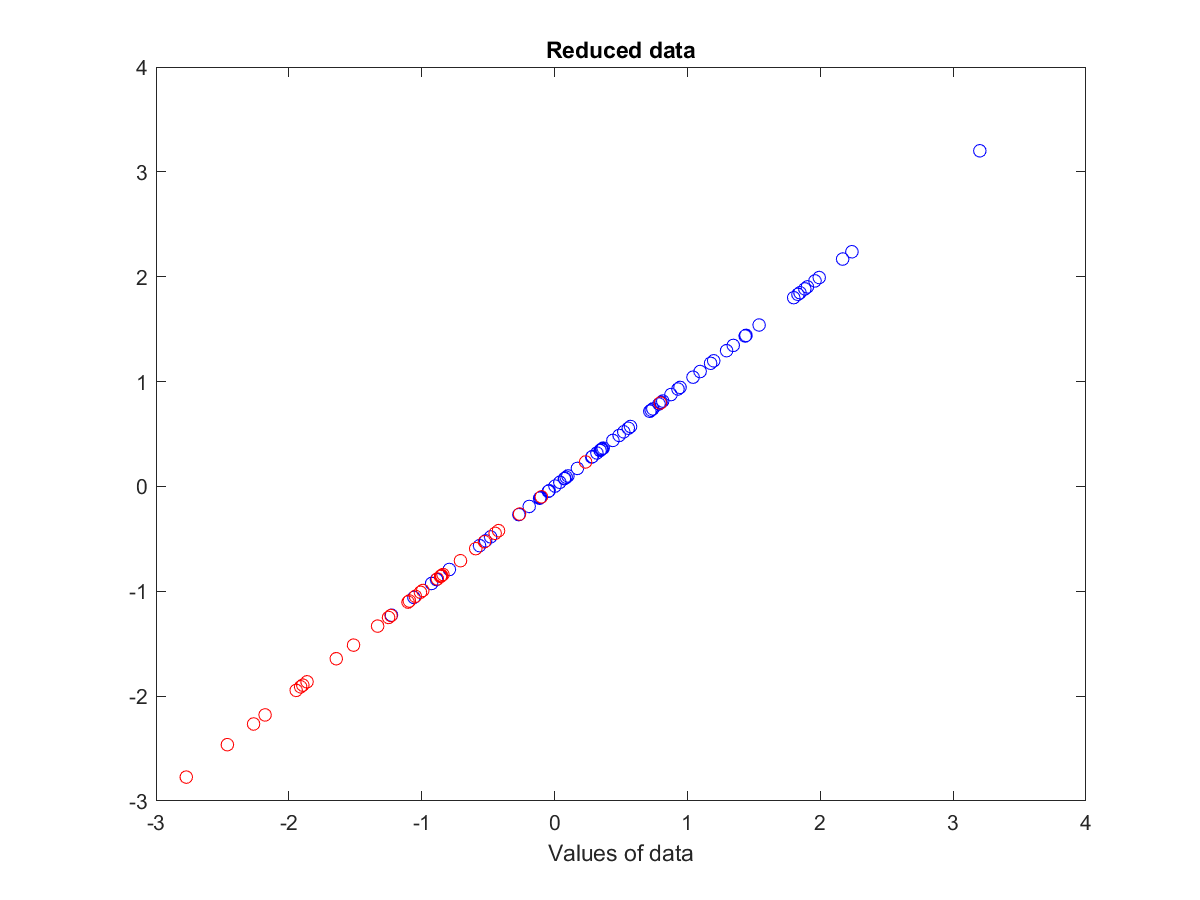 Reduced data
4
3
2
1
0
-1
-2
-3
-3 -2 -1 0 1 2 3 4
Values of data